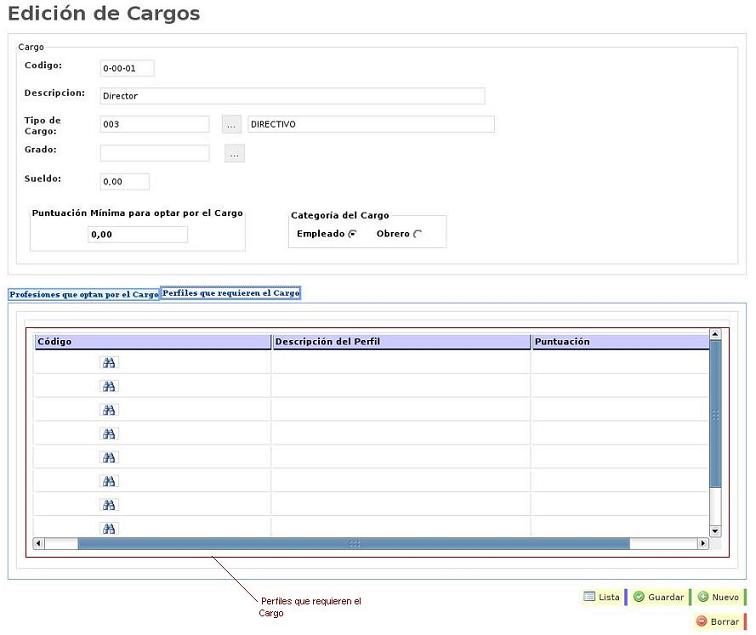 Edición de Cargos
Cargo
Codigo: 0-00-01
Descripcion: Director
Tipo de Cargo: 003 ... DIRECTIVO
Grado: ...
Sueldo: 0,00
Puntuación Mínima para optar por el Cargo
0,00
Categoría del Cargo
Empleado Obrero
Profesiones que optan por el Cargo Perfiles que requieren el Cargo
Código Descripción del Perfil Puntuación
Perfiles que requieren el
Cargo
Lista Guardar Nuevo
Borrar